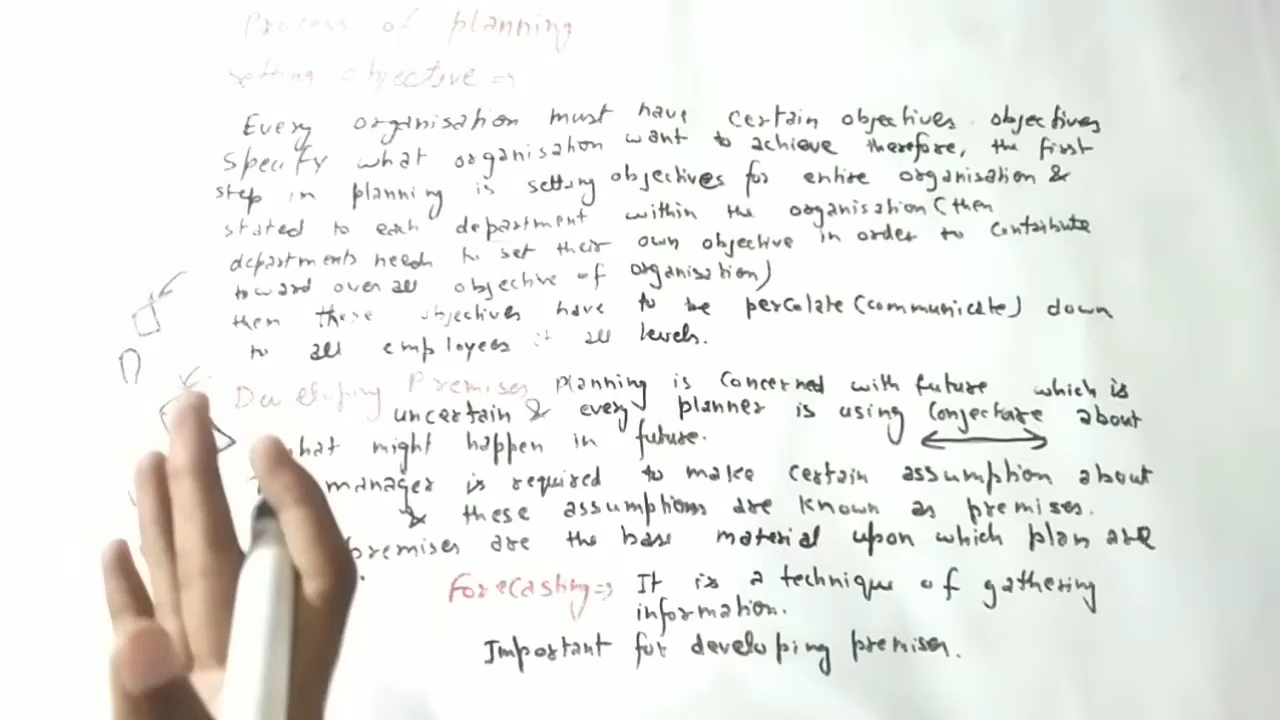 Process of planning
Setting objective ⇒
Every organisation must have certain objectives. objectives
specify what organisation want to achieve therefore, the first
step in planning is setting objectives for entire organisation &
stated to each department within the organisation (then
departments needs to set their own objective in order to contribute
toward over all objective of organisation)
then these objectives have to be percolate (communicate) down
to all employees at all levels.
Developing Premises planning is concerned with future which is
uncertain & every planner is using conjecture about
what might happen in future.
manager is required to make certain assumption about
& these assumptions are known as premises.
premises are the base material upon which plan are
Forecasting ⇒ It is a technique of gathering
information.
Important for developing premises.